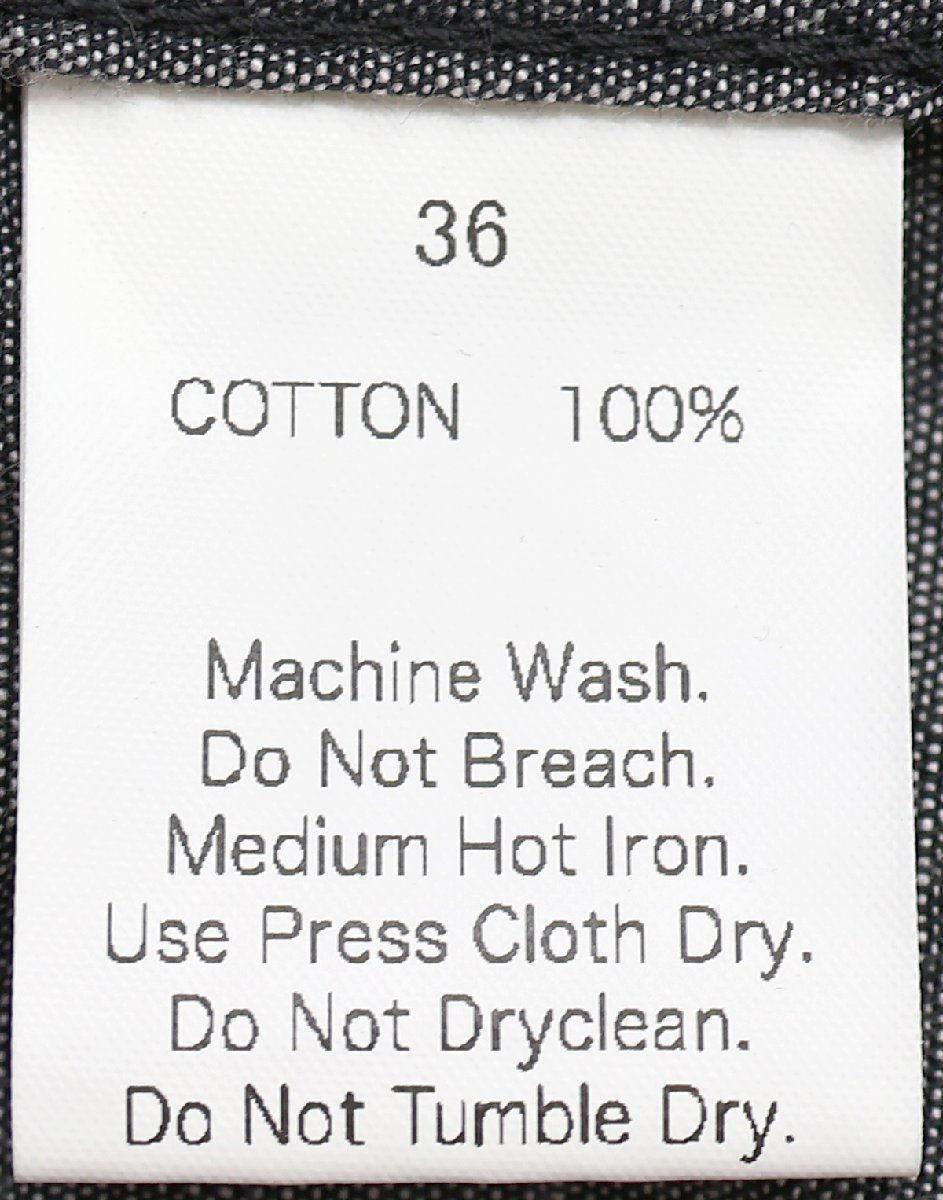 36
COTTON 100%
Machine Wash.
Do Not Breach.
Medium Hot Iron.
Use Press Cloth Dry.
Do Not Dryclean.
Do Not Tumble Dry.